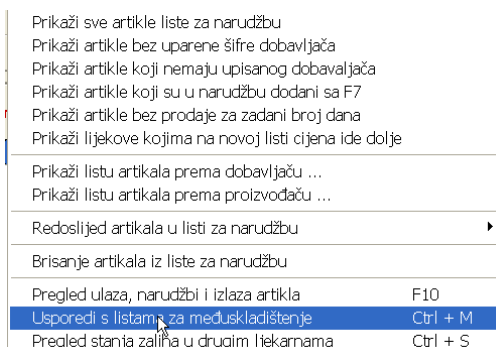 Prikaži sve artikle liste za narudžbu
Prikaži artikle bez uparene šifre dobavljača
Prikaži artikle koji nemaju upisanog dobavaljača
Prikaži artikle koji su u narudžbu dodani sa F7
Prikaži artikle bez prodaje za zadani broj dana
Prikaži lijekove kojima na novoj listi cijena ide dolje
Prikaži listu artikala prema dobavljaču ...
Prikaži listu artikala prema proizvođaču ...
Redoslijed artikala u listi za narudžbu
Brisanje artikala iz liste za narudžbu
Pregled ulaza, narudžbi i izlaza artikla F10
Usporedi s listama za međuskladištenje Ctrl + M
Pregled stanja zaliha u drugim ljekarnama Ctrl + S